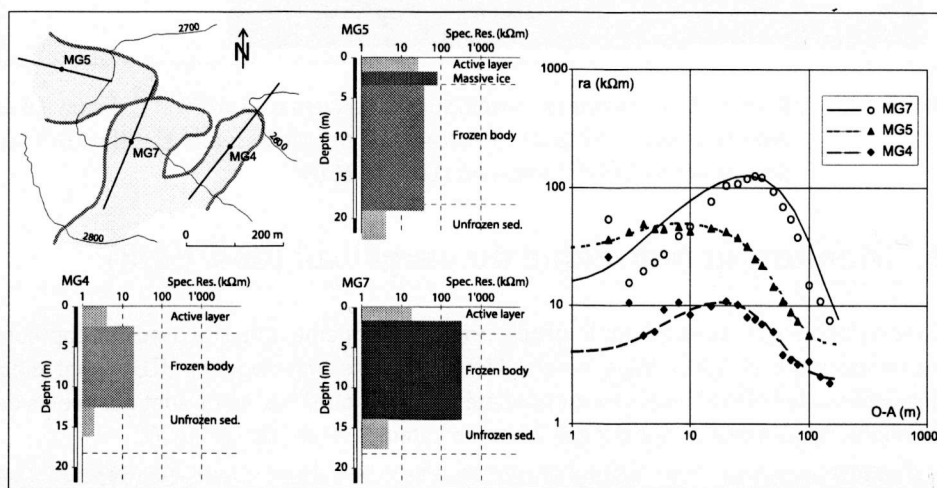 2700
MG5
N
MG7
MG4
2800
2800
0 200 m
MG5
Spec. Res. (kΩm)
1 10 100 1'000
Depth (m)
0
5
10
15
20
Active layer
Massive ice
Frozen body
Unfrozen sed.
MG4
Spec. Res. (kΩm)
1 10 100 1'000
Depth (m)
0
5
10
15
20
Active layer
Frozen body
Unfrozen sed.
MG7
Spec. Res. (kΩm)
1 10 100 1'000
Depth (m)
0
5
10
15
20
Active layer
Frozen body
Unfrozen sed.
ra (kΩm)
1000
100
10
1
MG7
MG5
MG4
O-A (m)
10 100 1000